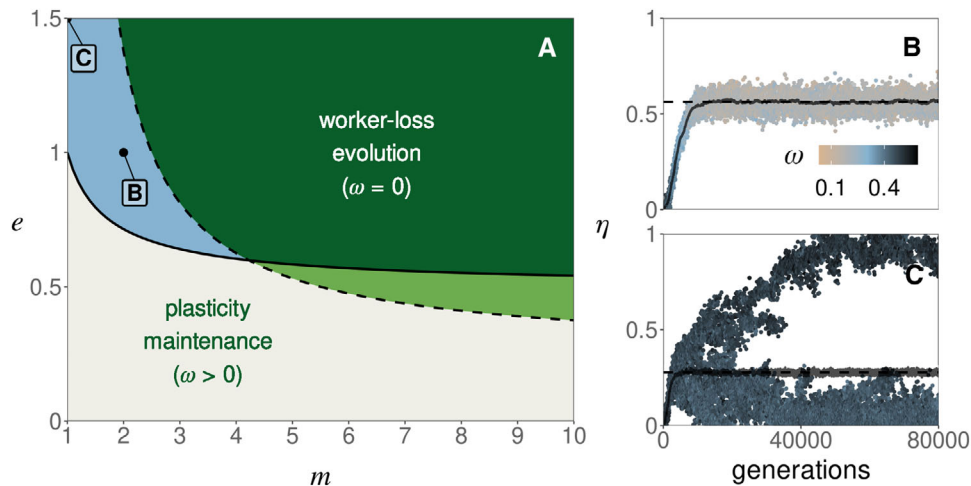 A
1.5
1
0.5
0
e
C
B
worker-loss
evolution
(ω = 0)
plasticity
maintenance
(ω > 0)
1 2 3 4 5 6 7 8 9 10
m
B
1
0.5
0
ω
0.1 0.4
η
C
1
0.5
0
0 40000 80000
generations